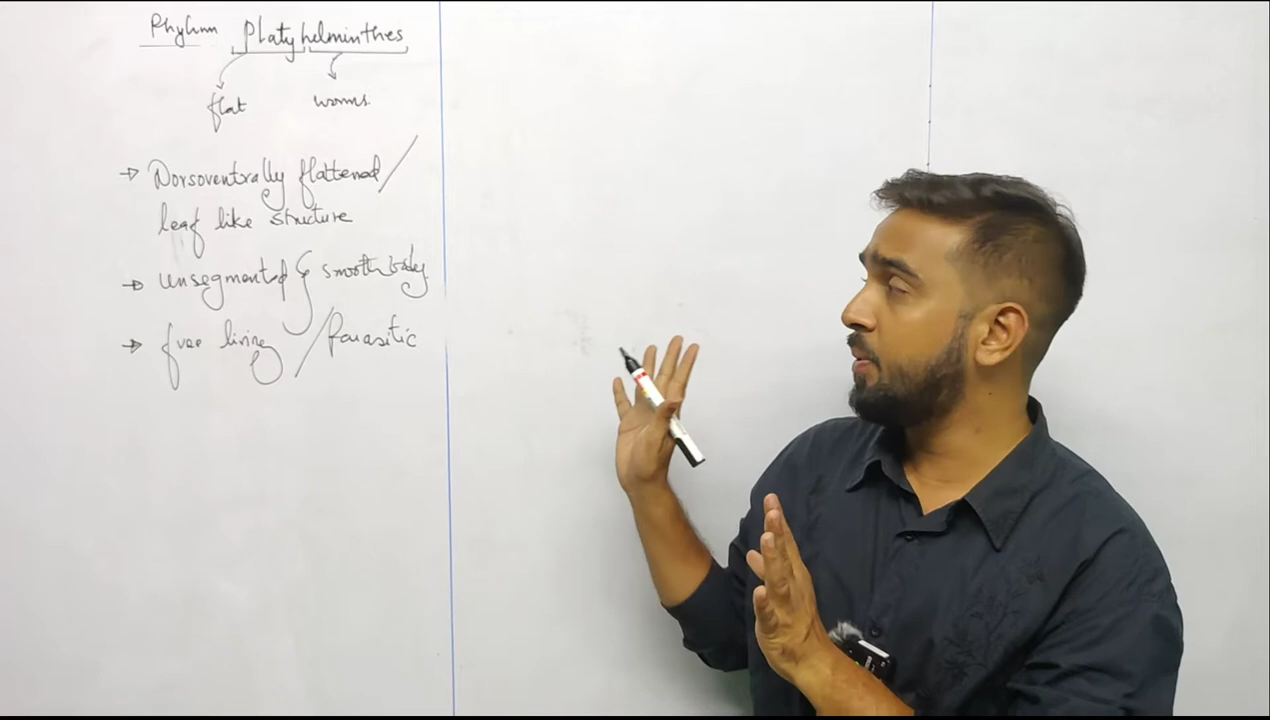 Phylum Platyhelminthes
flat worms
→ Dorsoventrally flattened /
leaf like structure
→ unsegmented & smooth body
→ free living / Parasitic